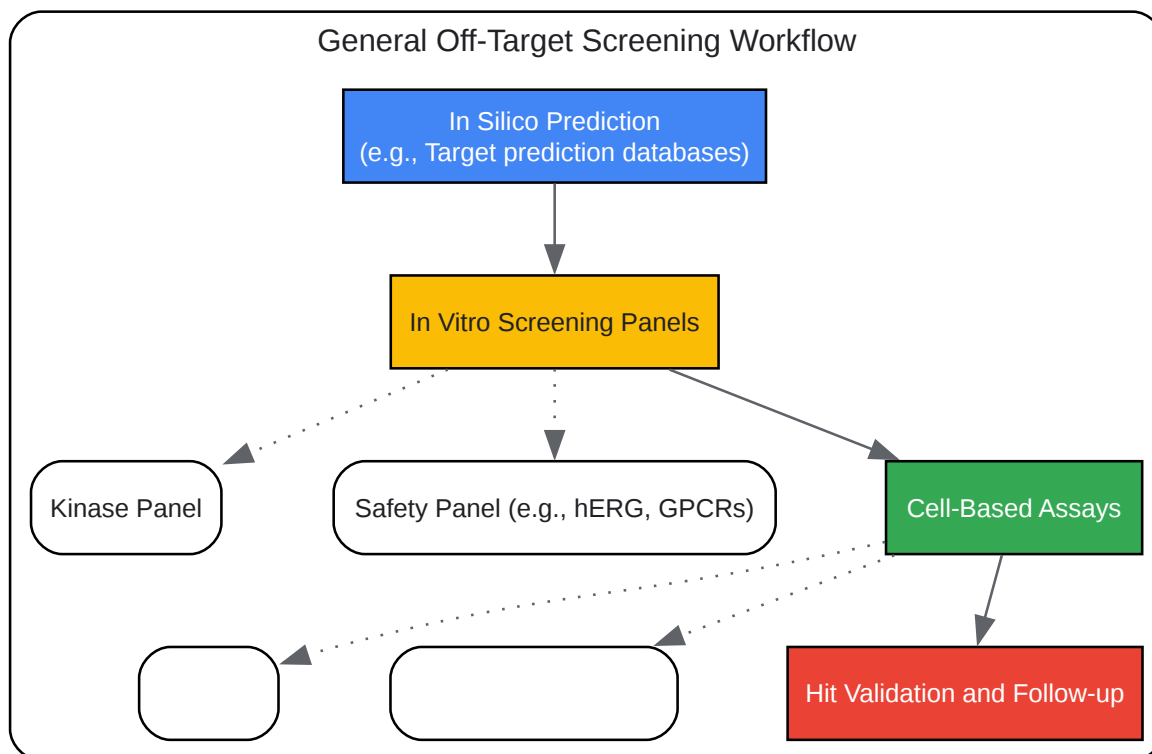 General Off-Target Screening Workflow
In Silico Prediction
(e.g., Target prediction databases)
In Vitro Screening Panels
Kinase Panel
Safety Panel (e.g., hERG, GPCRs)
Cell-Based Assays
Hit Validation and Follow-up